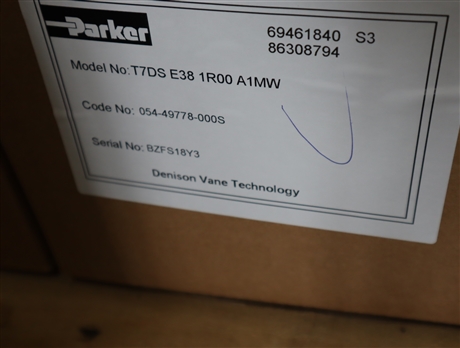 Parker
69461840 S3
86308794
Model No: T7DS E38 1R00 A1MW
Code No: 054-49778-000S
Serial No: BZFS18Y3
Denison Vane Technology